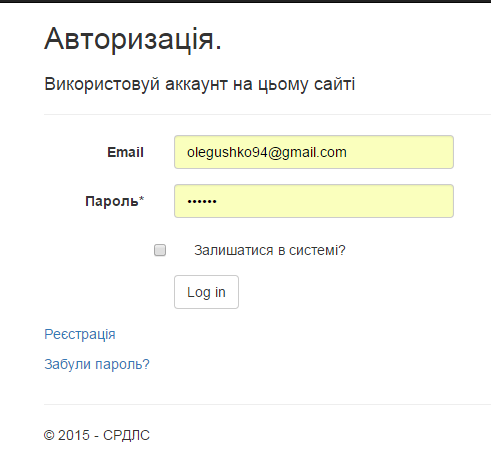 Авторизація.
Використовуй аккаунт на цьому сайті
Email olegushko94@gmail.com
Пароль* ••••••
Залишатися в системі?
Log in
Реєстрація
Забули пароль?
© 2015 - СРДЛС